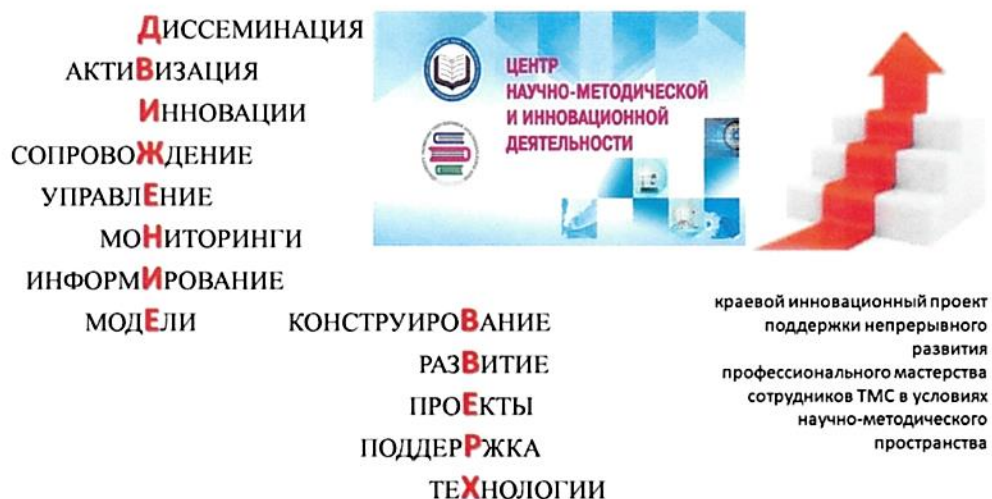 ДИССЕМИНАЦИЯ
АКТИВИЗАЦИЯ
ИННОВАЦИИ
СОПРОВОЖДЕНИЕ
УПРАВЛЕНИЕ
МОНИТОРИНГИ
ИНФОРМИРОВАНИЕ
МОДЕЛИ
КОНСТРУИРОВАНИЕ
РАЗВИТИЕ
ПРОЕКТЫ
ПОДДЕРРЖКА
ТЕХНОЛОГИИ
ЦЕНТР
НАУЧНО-МЕТОДИЧЕСКОЙ
И ИННОВАЦИОННОЙ
ДЕЯТЕЛЬНОСТИ
краевой инновационный проект
поддержки непрерывного
развития
профессионального мастерства
сотрудников ТМС в условиях
научно-методического
пространства